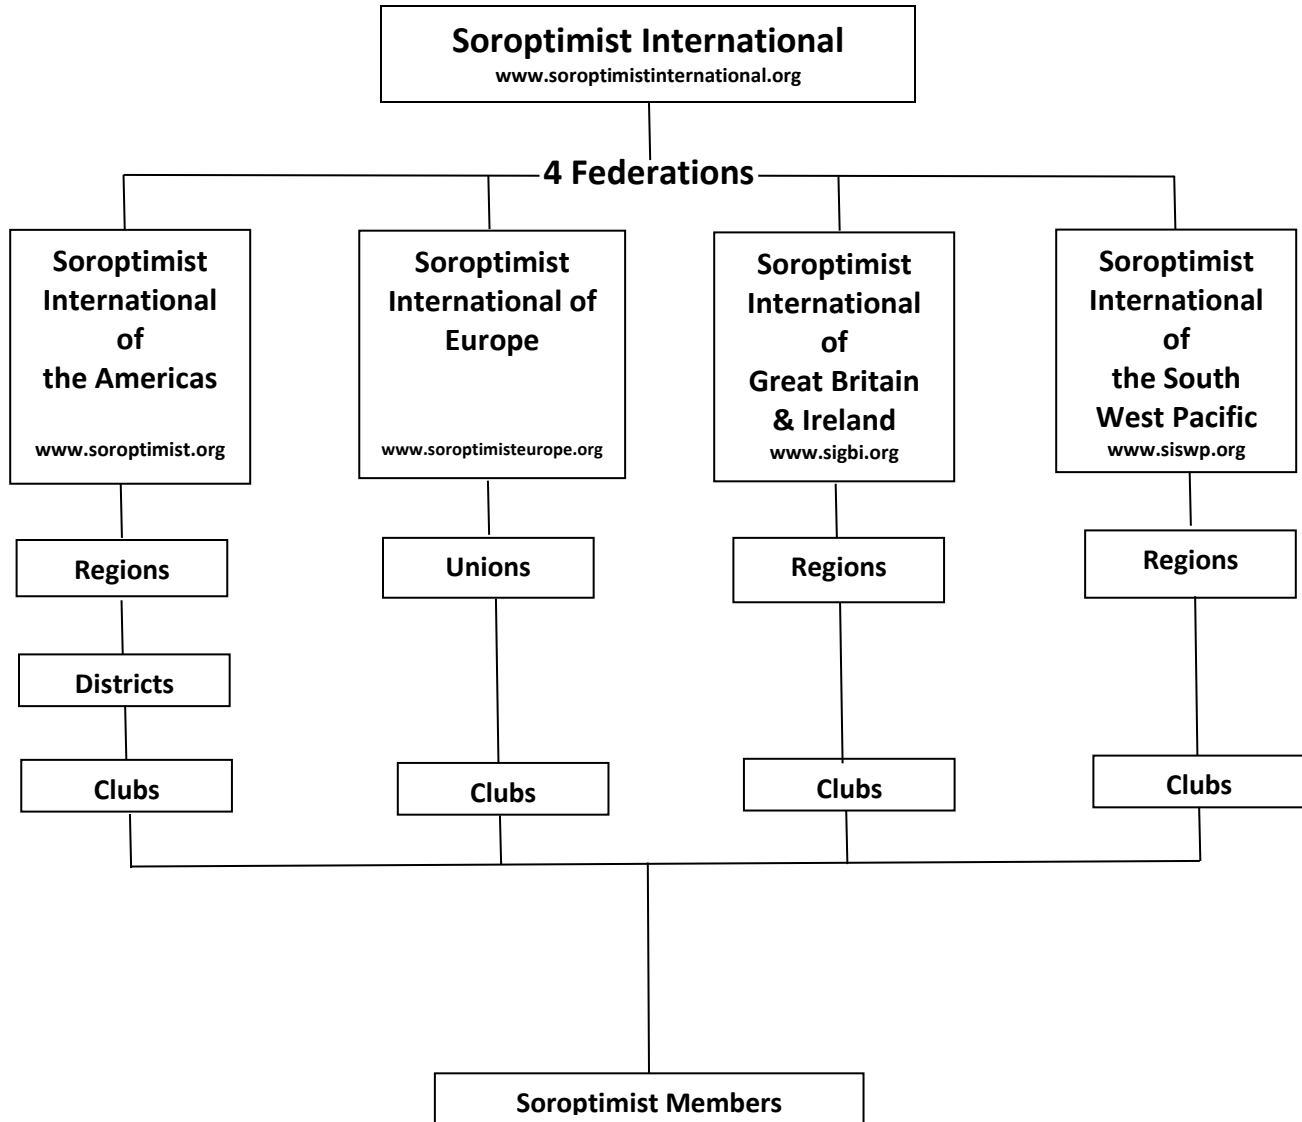 Soroptimist International
www.soroptimistinternational.org
4 Federations
Soroptimist
International
of
the Americas
www.soroptimist.org
Soroptimist
International of
Europe
www.soroptimisteurope.org
Soroptimist
International
of
Great Britain
& Ireland
www.sigbi.org
Soroptimist
International
of
the South
West Pacific
www.siswp.org
Regions
Unions
Regions
Regions
Districts
Clubs
Clubs
Clubs
Clubs
Soroptimist Members